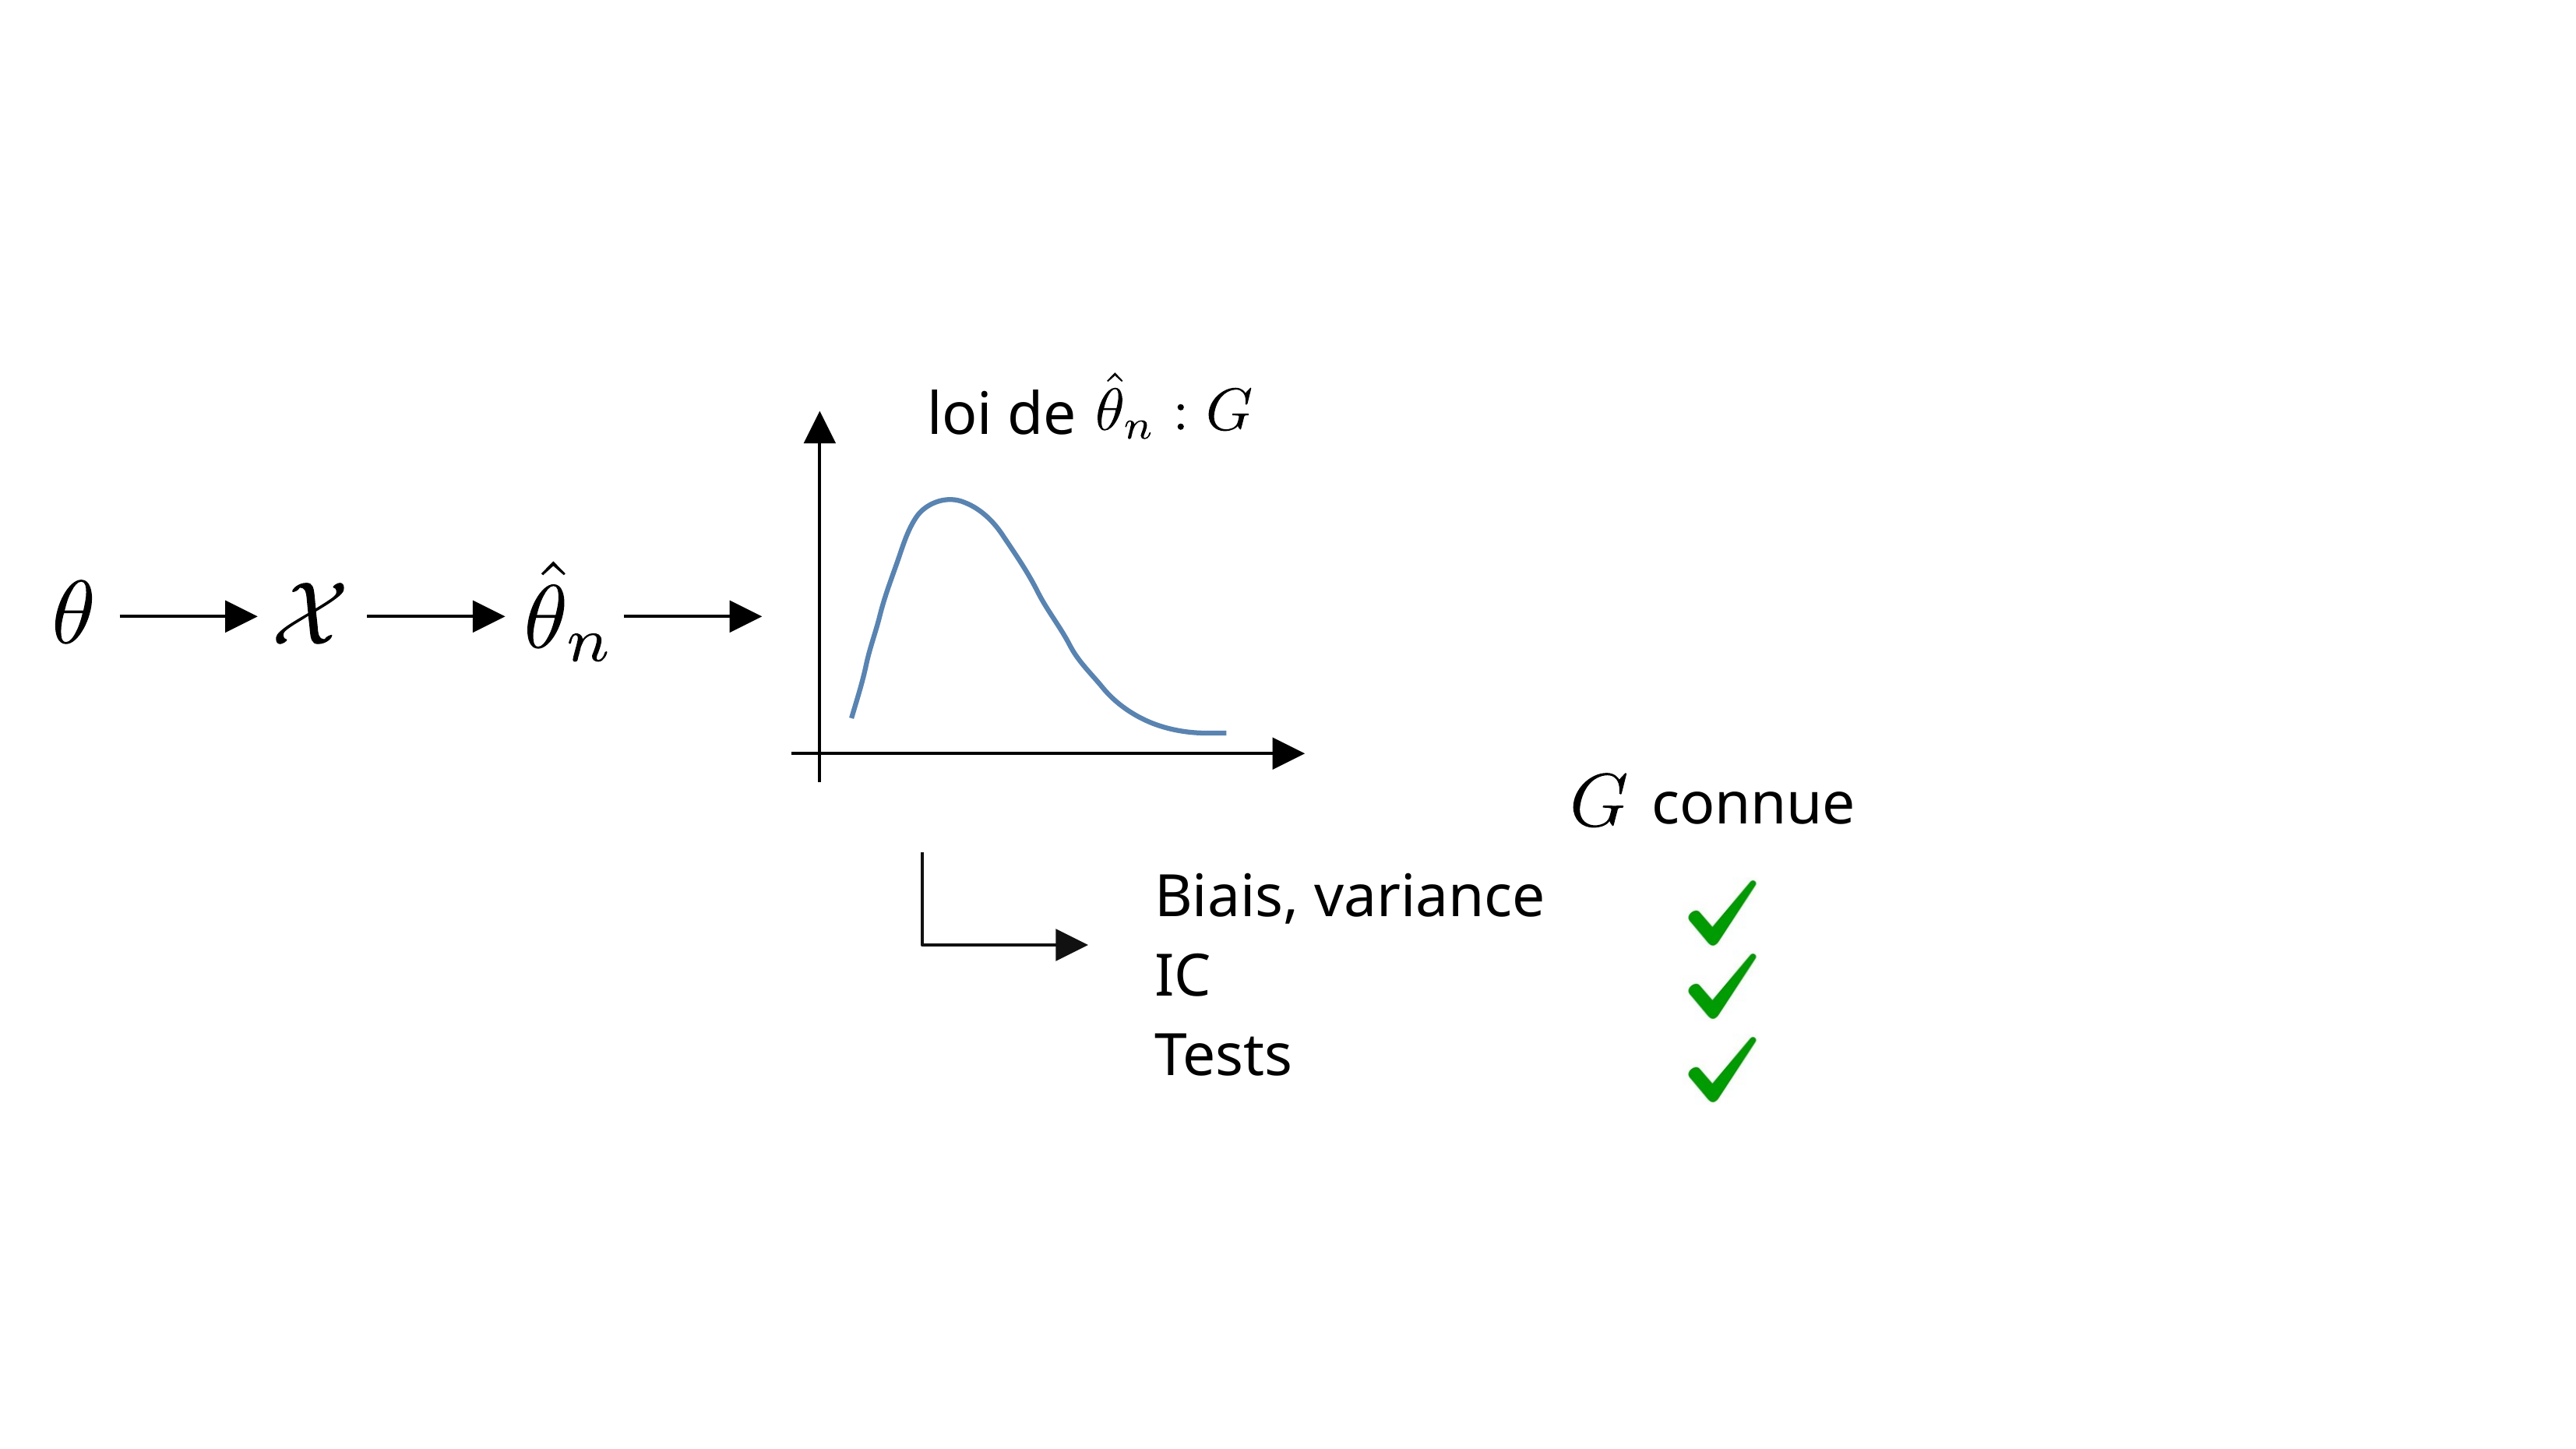 loi de θ̂ₙ : G
θ 𝒳 θ̂ₙ
G connue
Biais, variance
IC
Tests